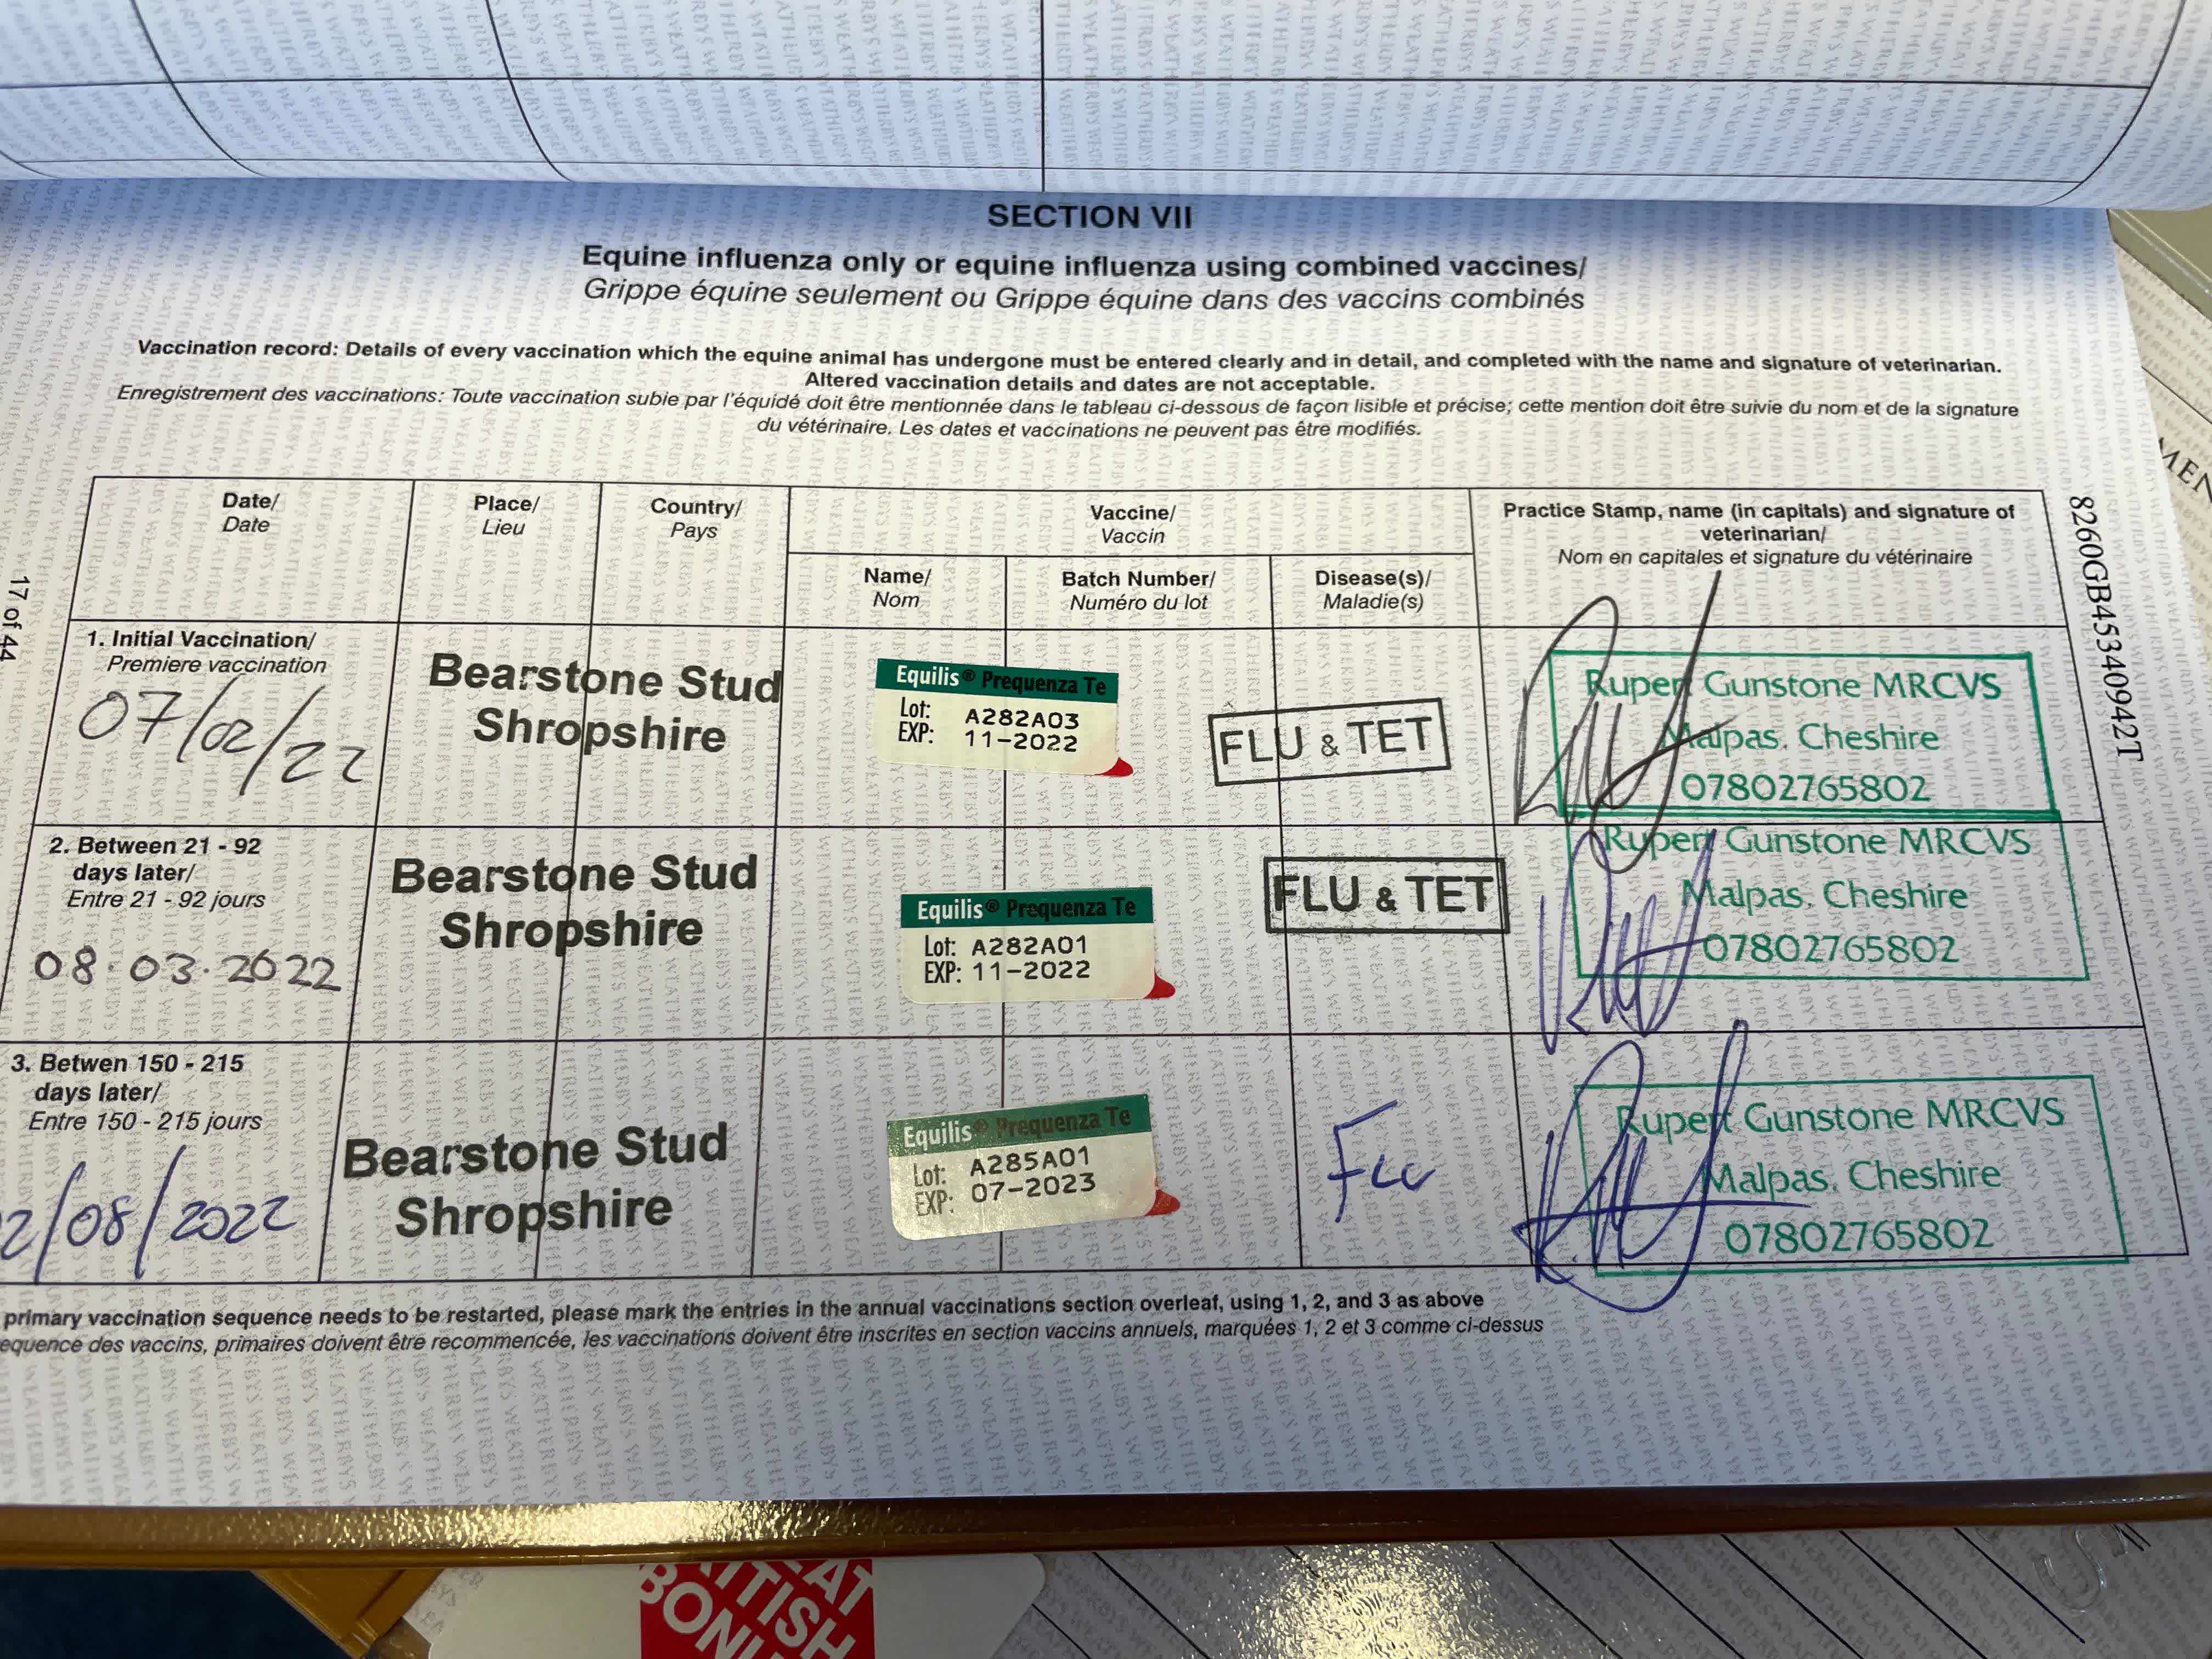 SECTION VII
Equine influenza only or equine influenza using combined vaccines/
Grippe équine seulement ou Grippe équine dans des vaccins combinés
Vaccination record: Details of every vaccination which the equine animal has undergone must be entered clearly and in detail, and completed with the name and signature of veterinarian.
Altered vaccination details and dates are not acceptable.
Enregistrement des vaccinations: Toute vaccination subie par l'équidé doit être mentionnée dans le tableau ci-dessous de façon lisible et précise; cette mention doit être suivie du nom et de la signature
du vétérinaire. Les dates et vaccinations ne peuvent pas être modifiés.
Date/
Date
Place/
Lieu
Country/
Pays
Vaccine/
Vaccin
Practice Stamp, name (in capitals) and signature of
veterinarian/
Nom en capitales et signature du vétérinaire
Name/
Nom
Batch Number/
Numéro du lot
Disease(s)/
Maladie(s)
1. Initial Vaccination/
Premiere vaccination
07/02/22
Bearstone Stud
Shropshire
Equilis® Prequenza Te
Lot: A282A03
EXP: 11-2022
FLU & TET
Rupert Gunstone MRCVS
Malpas. Cheshire
07802765802
2. Between 21 - 92
days later/
Entre 21 - 92 jours
08.03.2022
Bearstone Stud
Shropshire
Equilis® Prequenza Te
Lot: A282A01
EXP: 11-2022
FLU & TET
Rupert Gunstone MRCVS
Malpas. Cheshire
07802765802
3. Betwen 150 - 215
days later/
Entre 150 - 215 jours
2/08/2022
Bearstone Stud
Shropshire
Equilis® Prequenza Te
Lot: A285A01
EXP: 07-2023
Flu
Rupert Gunstone MRCVS
Malpas. Cheshire
07802765802
primary vaccination sequence needs to be restarted, please mark the entries in the annual vaccinations section overleaf, using 1, 2, and 3 as above
equence des vaccins, primaires doivent être recommencée, les vaccinations doivent être inscrites en section vaccins annuels, marquées 1, 2 et 3 comme ci-dessus
17 of 44
8260GB45340942T